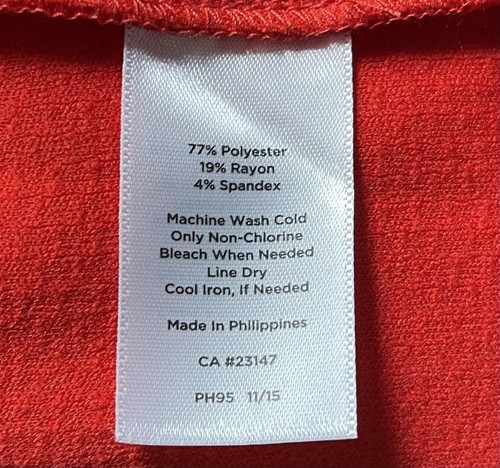 77% Polyester
19% Rayon
4% Spandex
Machine Wash Cold
Only Non-Chlorine
Bleach When Needed
Line Dry
Cool Iron, If Needed
Made In Philippines
CA #23147
PH95 11/15